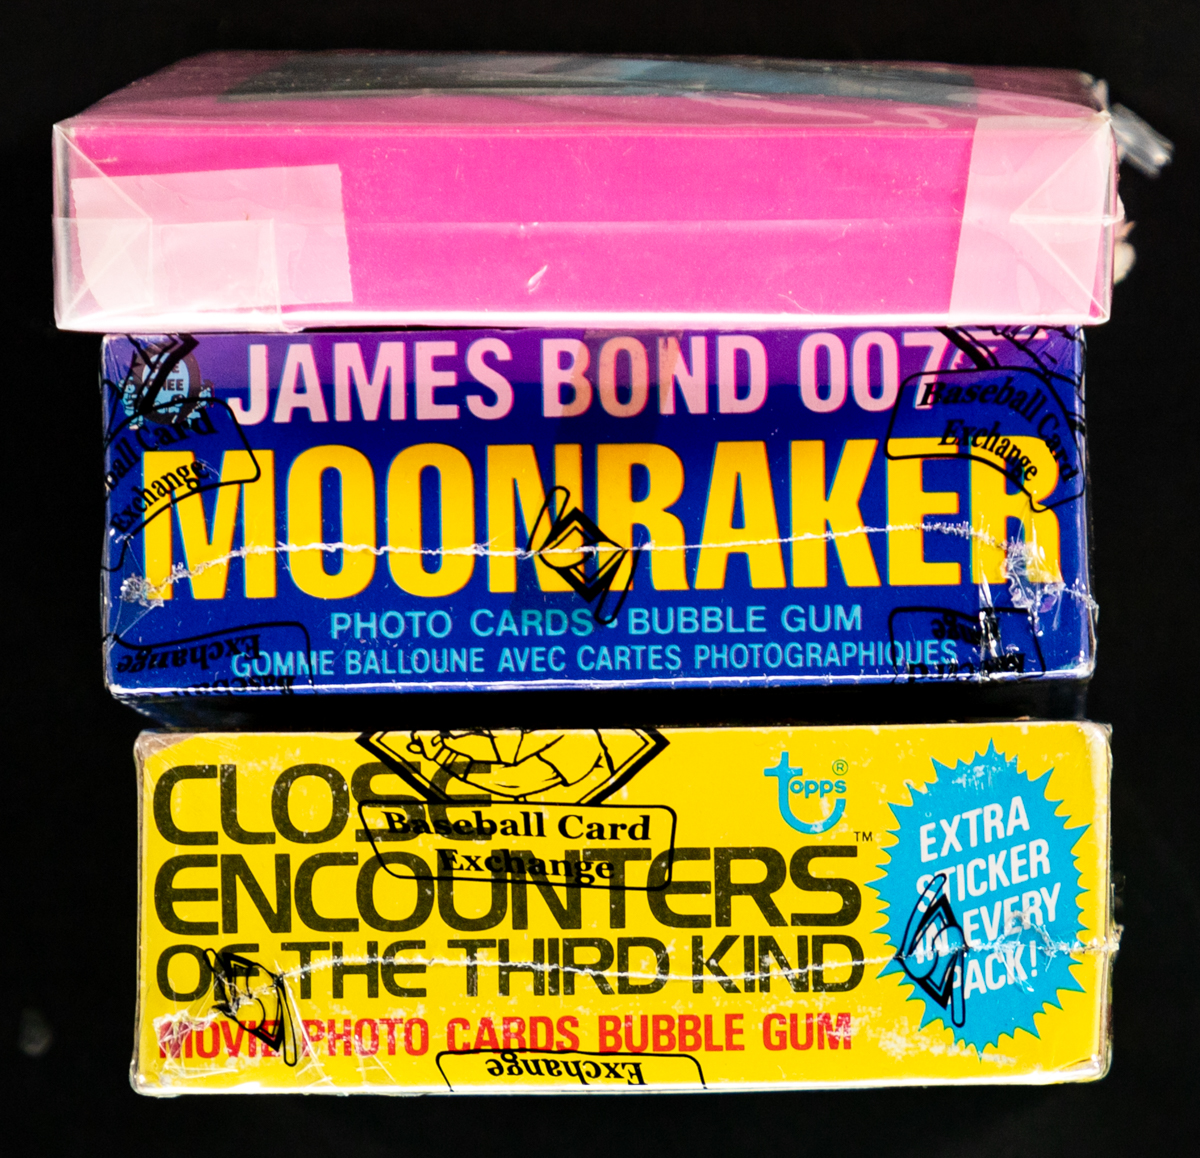 JAMES BOND 007
MOONRAKER
PHOTO CARDS BUBBLE GUM
GOMME BALLOUNE AVEC CARTES PHOTOGRAPHIQUES
Baseball Card
Exchange
Card
Exchange
Exchange
CLOSE
ENCOUNTERS
OF THE THIRD KIND
TM
MOVIE PHOTO CARDS BUBBLE GUM
topps®
EXTRA
STICKER
IN EVERY
PACK!
Baseball Card
Exchange
Exchange